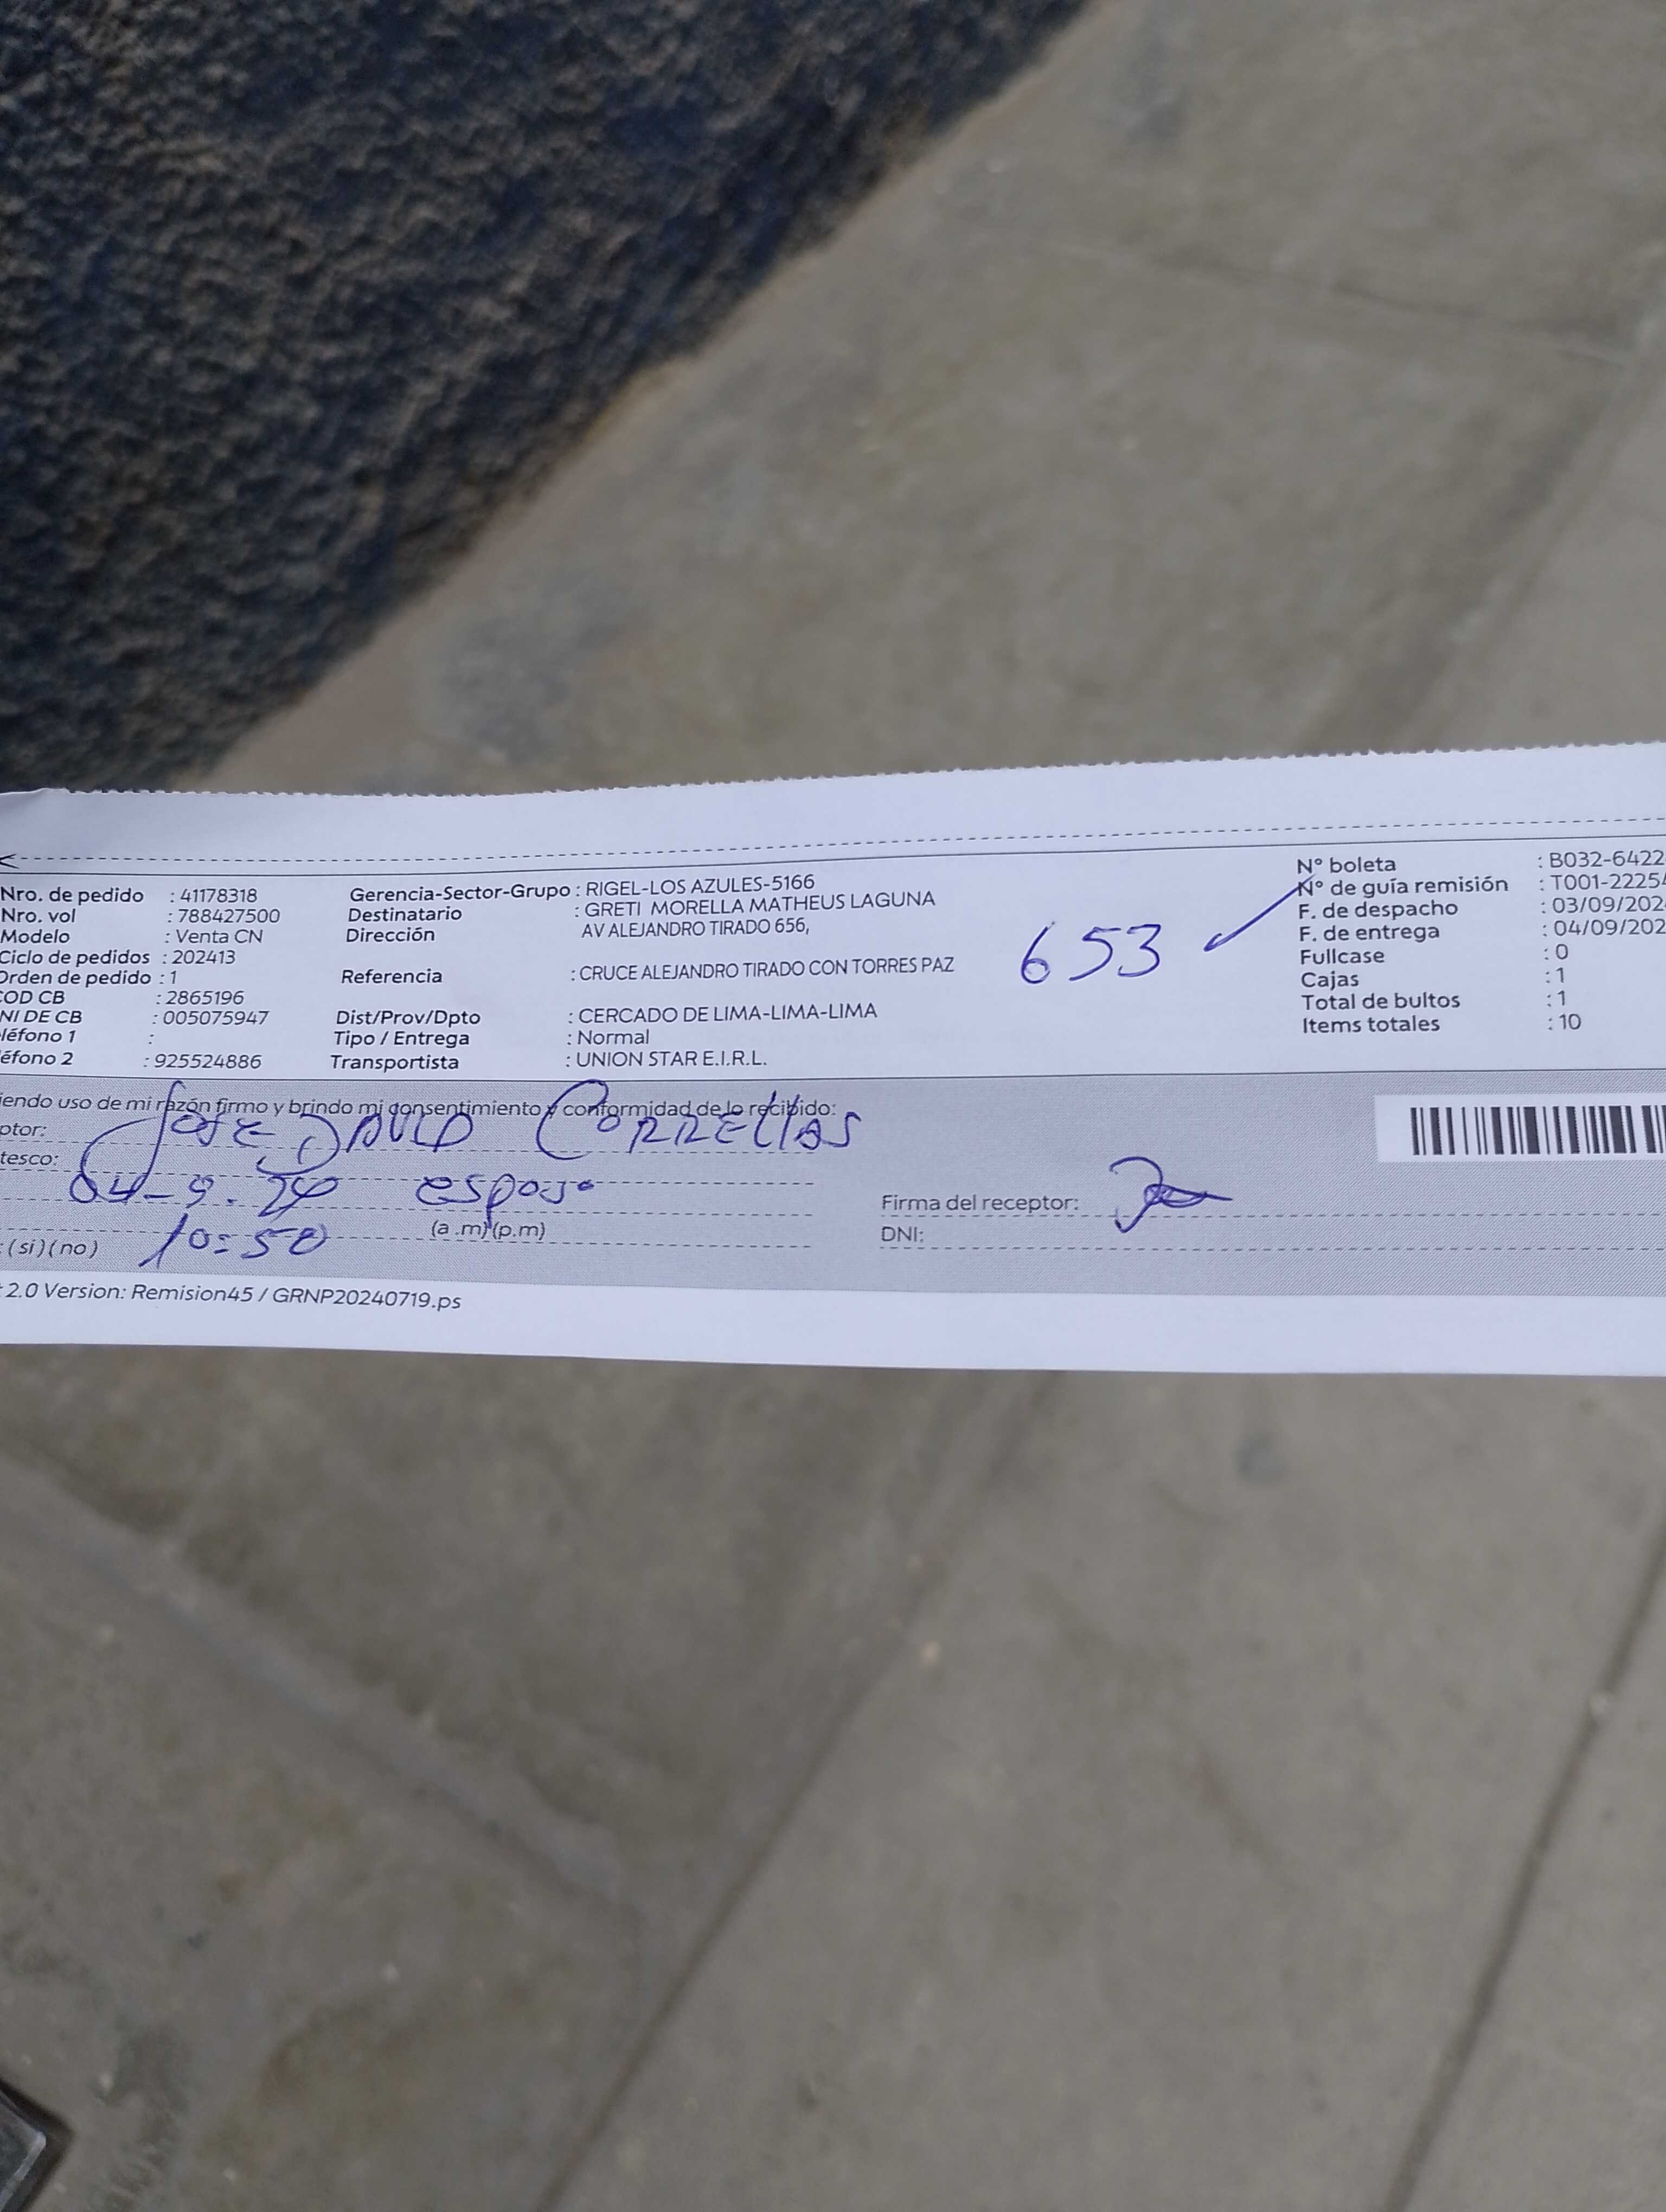 Nro. de pedido : 41178318
Nro. vol : 788427500
Modelo : Venta CN
Ciclo de pedidos : 202413
Orden de pedido : 1
COD CB : 2865196
NI DE CB : 005075947
léfono 1 :
éfono 2 : 925524886
Gerencia-Sector-Grupo : RIGEL-LOS AZULES-5166
Destinatario : GRETI MORELLA MATHEUS LAGUNA
Dirección AV ALEJANDRO TIRADO 656,
Referencia : CRUCE ALEJANDRO TIRADO CON TORRES PAZ
Dist/Prov/Dpto : CERCADO DE LIMA-LIMA-LIMA
Tipo / Entrega : Normal
Transportista : UNION STAR E.I.R.L.
653
N° boleta : B032-6422
N° de guía remisión : T001-2225
F. de despacho : 03/09/202
F. de entrega : 04/09/202
Fullcase : 0
Cajas : 1
Total de bultos : 1
Items totales : 10
iendo uso de mi razón firmo y brindo mi consentimiento y conformidad de lo recibido:
ptor: Jose David
tesco:
04-9-24 esposo
: (si) (no) 10:50 (a.m) (p.m)
Firma del receptor:
DNI:
2.0 Version: Remision45 / GRNP20240719.ps